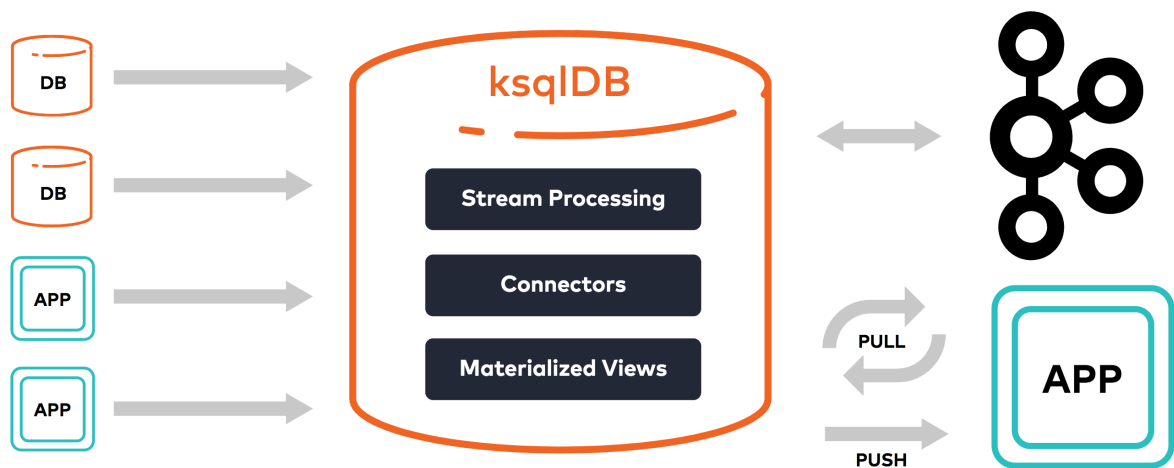 DB
DB
APP
APP
ksqlDB
Stream Processing
Connectors
Materialized Views
PULL
PUSH
APP